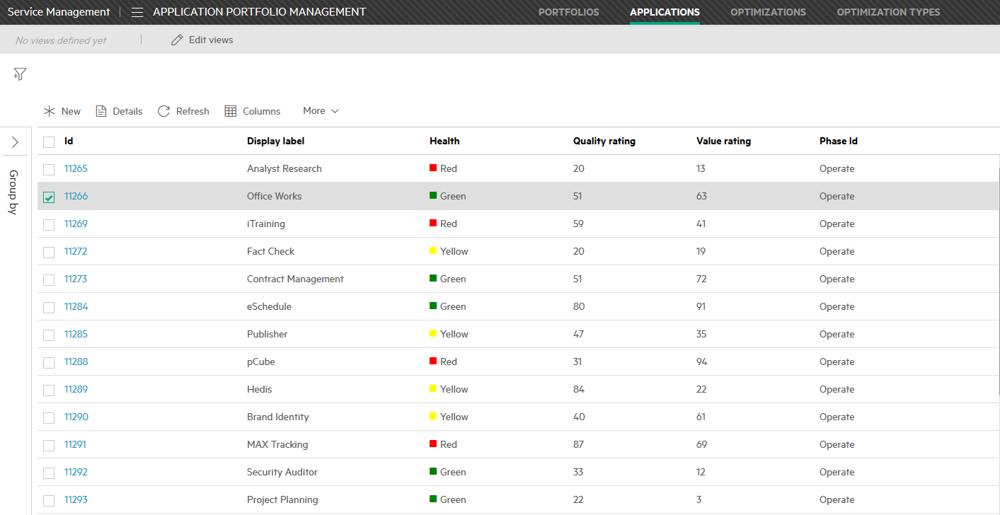 Service Management | APPLICATION PORTFOLIO MANAGEMENT PORTFOLIOS APPLICATIONS OPTIMIZATIONS OPTIMIZATION TYPES
No views defined yet | Edit views
New Details Refresh Columns More
Id Display label Health Quality rating Value rating Phase Id
11265 Analyst Research Red 20 13 Operate
Group by
11266 Office Works Green 51 63 Operate
11269 iTraining Red 59 41 Operate
11272 Fact Check Yellow 20 19 Operate
11273 Contract Management Green 51 72 Operate
11284 eSchedule Green 80 91 Operate
11285 Publisher Yellow 47 35 Operate
11288 pCube Red 31 94 Operate
11289 Hedis Yellow 84 22 Operate
11290 Brand Identity Yellow 40 61 Operate
11291 MAX Tracking Red 87 69 Operate
11292 Security Auditor Green 33 12 Operate
11293 Project Planning Green 22 3 Operate